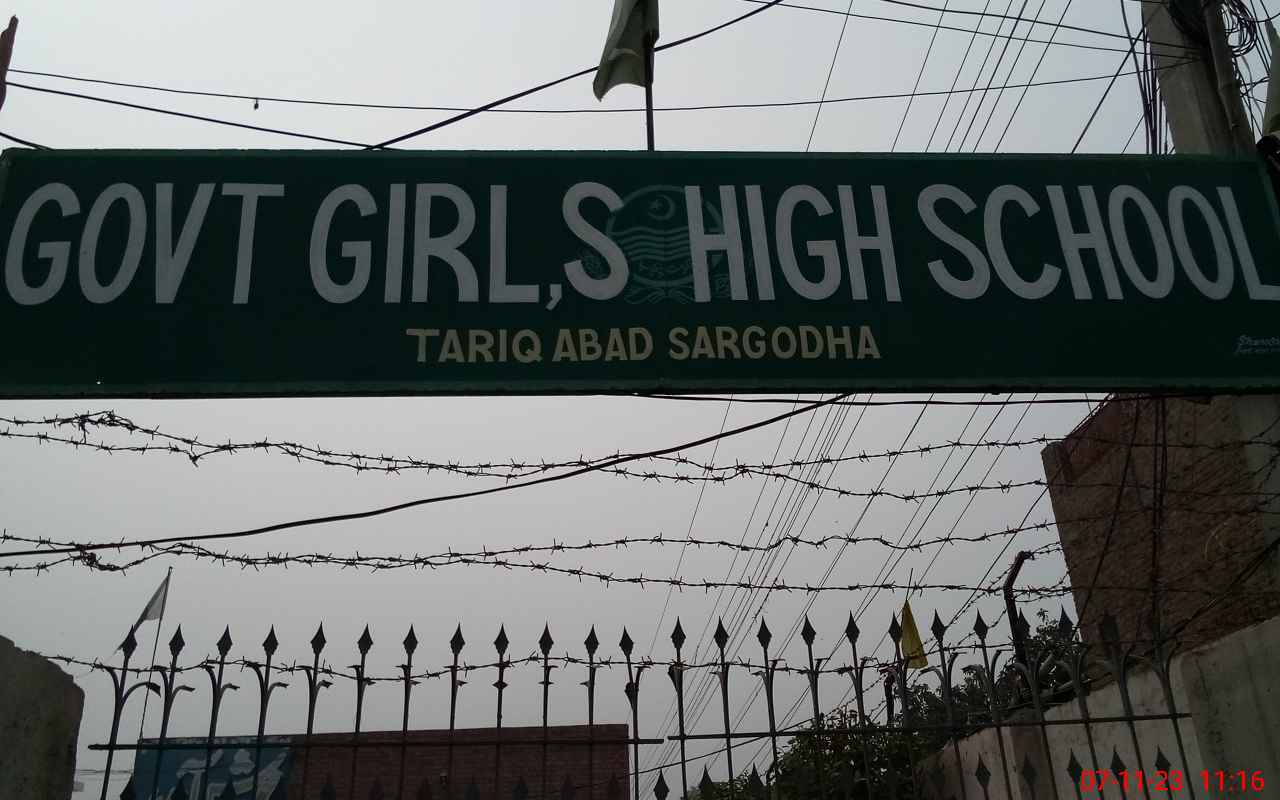 GOVT GIRL,S HIGH SCHOOL
TARIQ ABAD SARGODHA
07-11-23 11:16